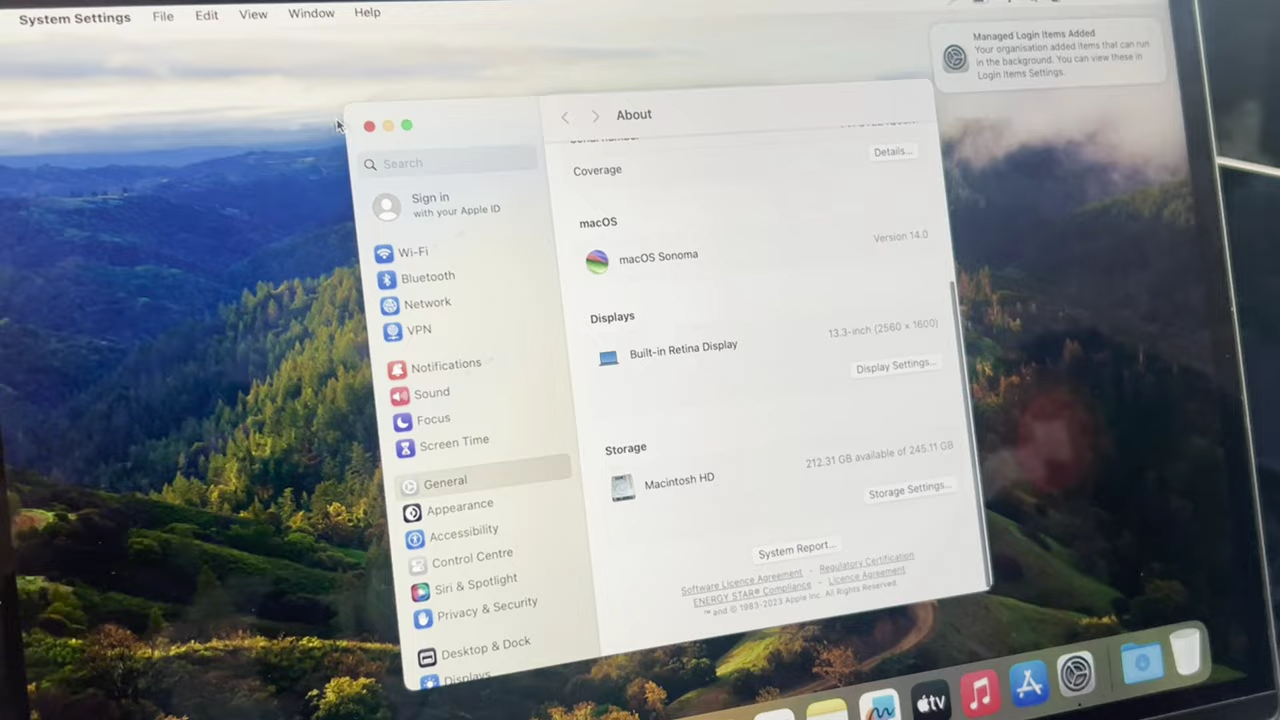 System Settings File Edit View Window Help
Managed Login Items Added
Your organisation added items that can run
in the background. You can view these in
Login Items Settings.
About
Search
Sign in
with your Apple ID
Wi-Fi
Bluetooth
Network
VPN
Notifications
Sound
Focus
Screen Time
General
Appearance
Accessibility
Control Centre
Siri & Spotlight
Privacy & Security
Desktop & Dock
Displays
Coverage
Details...
macOS
macOS Sonoma
Version 14.0
Displays
Built-in Retina Display
13.3-inch (2560 x 1600)
Display Settings...
Storage
Macintosh HD
212.31 GB available of 245.11 GB
Storage Settings...
System Report...
Software Licence Agreement - Regulatory Certification
ENERGY STAR® Compliance - Licence Agreement
™ and © 1983-2023 Apple Inc. All Rights Reserved.
tv